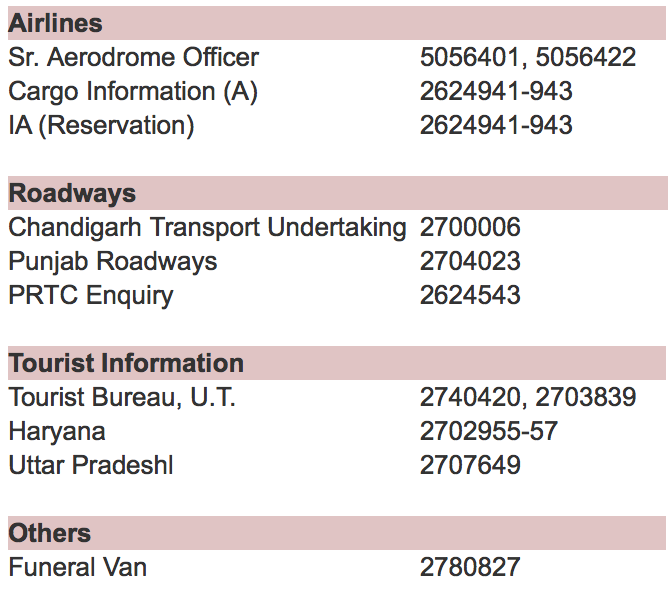 Airlines
Sr. Aerodrome Officer 5056401, 5056422
Cargo Information (A) 2624941-943
IA (Reservation) 2624941-943
Roadways
Chandigarh Transport Undertaking 2700006
Punjab Roadways 2704023
PRTC Enquiry 2624543
Tourist Information
Tourist Bureau, U.T. 2740420, 2703839
Haryana 2702955-57
Uttar Pradeshl 2707649
Others
Funeral Van 2780827